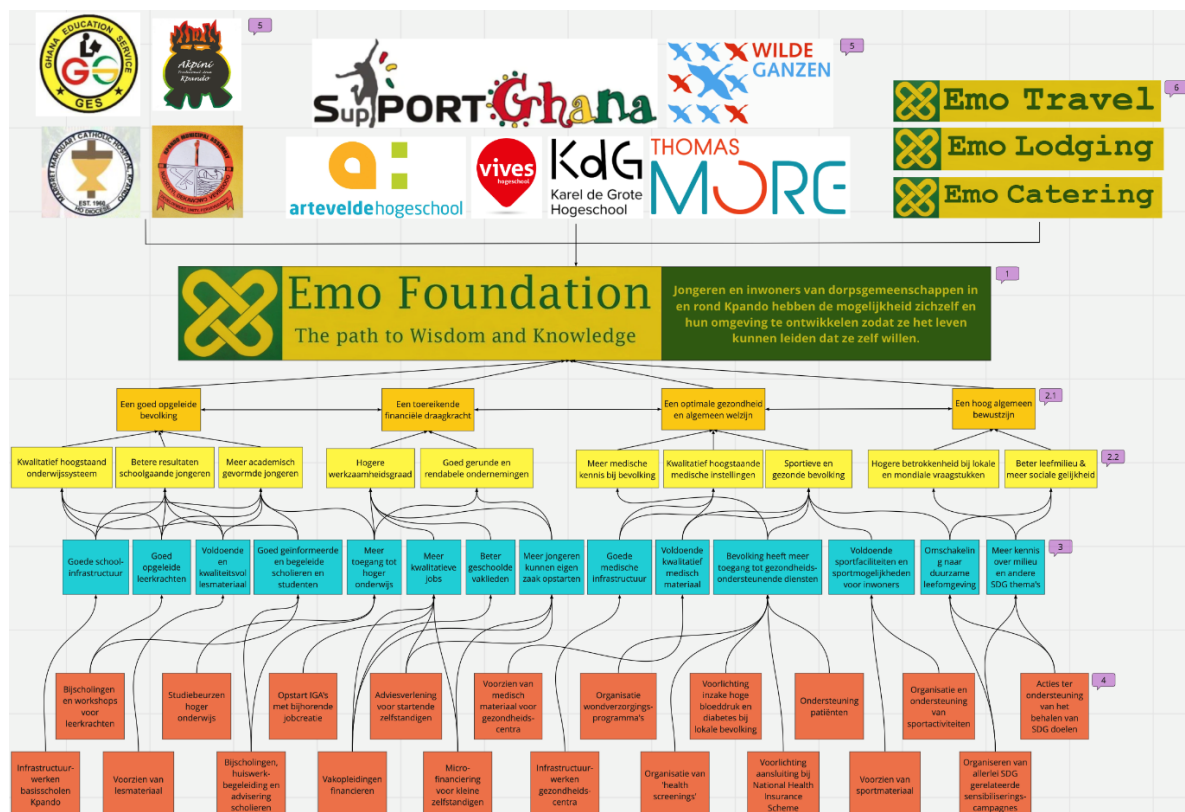 GHANA EDUCATION SERVICE
GES
Akpini
Kpando
5
SupPORT Ghana
WILDE
GANZEN
5
Emo Travel
6
Emo Lodging
Emo Catering
MARGRET MARQUART CATHOLIC HOSPITAL, KPANDO
EST. 1960
HO DIOCESE
KPANDO MUNICIPAL ASSEMBLY
a:
arteveldehogeschool
vives
hogeschool
KdG
Karel de Grote
Hogeschool
THOMAS
MORE
Emo Foundation
The path to Wisdom and Knowledge
Jongeren en inwoners van dorpsgemeenschappen in
en rond Kpando hebben de mogelijkheid zichzelf en
hun omgeving te ontwikkelen zodat ze het leven
kunnen leiden dat ze zelf willen.
1
Een goed opgeleide
bevolking
Een toereikende
financiële draagkracht
Een optimale gezondheid
en algemeen welzijn
Een hoog algemeen
bewustzijn
2.1
Kwalitatief hoogstaand
onderwijssysteem
Betere resultaten
schoolgaande jongeren
Meer academisch
gevormde jongeren
Hogere
werkzaamheidsgraad
Goed gerunde en
rendabele ondernemingen
Meer medische
kennis bij bevolking
Kwalitatief hoogstaande
medische instellingen
Sportieve en
gezonde bevolking
Hogere betrokkenheid bij lokale
en mondiale vraagstukken
Beter leefmilieu &
meer sociale gelijkheid
2.2
Goede school-
infrastructuur
Goed
opgeleide
leerkrachten
Voldoende
en
kwaliteitsvol
lesmateriaal
Goed geinformeerde
en begeleide
scholieren en
studenten
Meer
toegang tot
hoger
onderwijs
Meer
kwalitatieve
jobs
Beter
geschoolde
vaklieden
Meer jongeren
kunnen eigen
zaak opstarten
Goede
medische
infrastructuur
Voldoende
kwalitatief
medisch
materiaal
Bevolking heeft meer
toegang tot gezondheids-
ondersteunende diensten
Voldoende
sportfaciliteiten en
sportmogelijkheden
voor inwoners
Omschakelin
g naar
duurzame
leefomgeving
Meer kennis
over milieu
en andere
SDG thema's
3
Bijscholingen
en workshops
voor
leerkrachten
Studiebeurzen
hoger
onderwijs
Opstart IGA's
met bijhorende
jobcreatie
Adviesverlening
voor startende
zelfstandigen
Voorzien van
medisch
materiaal voor
gezondheids-
centra
Organisatie
wondverzorgings-
programma's
Voorlichting
inzake hoge
bloeddruk en
diabetes bij
lokale bevolking
Ondersteuning
patiënten
Organisatie en
ondersteuning
van
sportactiviteiten
Acties ter
ondersteuning
van het
behalen van
SDG doelen
4
Infrastructuur-
werken
basisscholen
Kpando
Voorzien van
lesmateriaal
Bijscholingen,
huiswerk-
begeleiding en
advisering
scholieren
Vakopleidingen
financieren
Micro-
financiering
voor kleine
zelfstandigen
Infrastructuur-
werken
gezondheids-
centra
Organisatie van
'health
screenings'
Voorlichting
aansluiting bij
National Health
Insurance
Scheme
Voorzien van
sportmateriaal
Organiseren van
allerlei SDG
gerelateerde
sensibiliserings-
campagnes